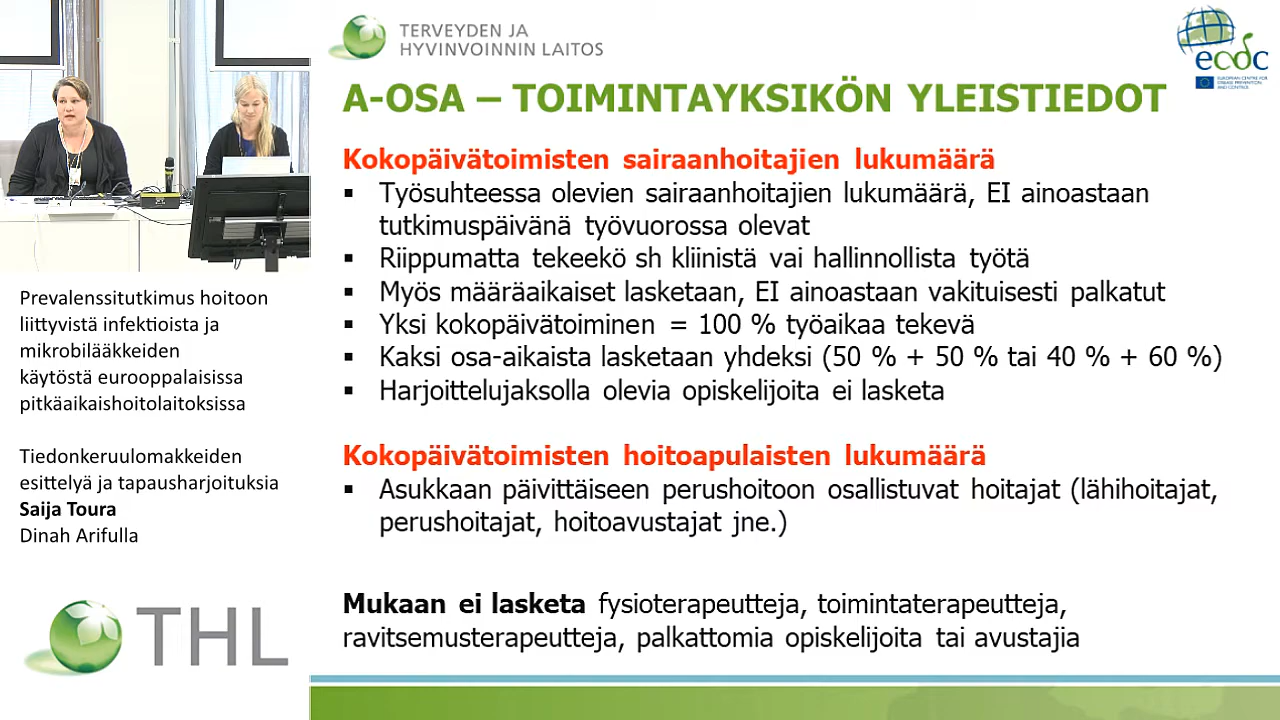 TERVEYDEN JA
HYVINVOINNIN LAITOS
ecdc
EUROPEAN CENTRE FOR
DISEASE PREVENTION
AND CONTROL
A-OSA – TOIMINTAYKSIKÖN YLEISTIEDOT
Kokopäivätoimisten sairaanhoitajien lukumäärä
▪ Työsuhteessa olevien sairaanhoitajien lukumäärä, EI ainoastaan
tutkimuspäivänä työvuorossa olevat
▪ Riippumatta tekeekö sh kliinistä vai hallinnollista työtä
▪ Myös määräaikaiset lasketaan, EI ainoastaan vakituisesti palkatut
▪ Yksi kokopäivätoiminen = 100 % työaikaa tekevä
▪ Kaksi osa-aikaista lasketaan yhdeksi (50 % + 50 % tai 40 % + 60 %)
▪ Harjoittelujaksolla olevia opiskelijoita ei lasketa
Kokopäivätoimisten hoitoapulaisten lukumäärä
▪ Asukkaan päivittäiseen perushoitoon osallistuvat hoitajat (lähihoitajat,
perushoitajat, hoitoavustajat jne.)
Mukaan ei lasketa fysioterapeutteja, toimintaterapeutteja,
ravitsemusterapeutteja, palkattomia opiskelijoita tai avustajia
Prevalenssitutkimus hoitoon
liittyvistä infektioista ja
mikrobilääkkeiden
käytöstä eurooppalaisissa
pitkäaikaishoitolaitoksissa
Tiedonkeruulomakkeiden
esittelyä ja tapausharjoituksia
Saija Toura
Dinah Arifulla
THL